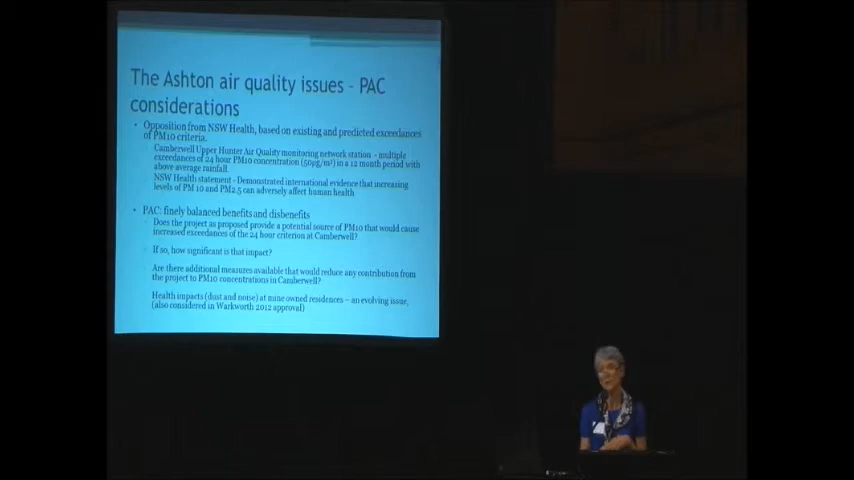 The Ashton air quality issues - PAC
considerations
• Opposition from NSW Health, based on existing and predicted exceedances
of PM10 criteria.
Camberwell Upper Hunter Air Quality monitoring network station - multiple
exceedances of 24 hour PM10 concentration (50µg/m³) in a 12 month period with
above average rainfall.
NSW Health statement - Demonstrated international evidence that increasing
levels of PM 10 and PM2.5 can adversely affect human health
• PAC: finely balanced benefits and disbenefits
Does the project as proposed provide a potential source of PM10 that would cause
increased exceedances of the 24 hour criterion at Camberwell?
If so, how significant is that impact?
Are there additional measures available that would reduce any contribution from
the project to PM10 concentrations in Camberwell?
Health impacts (dust and noise) at mine owned residences – an evolving issue,
(also considered in Warkworth 2012 approval)